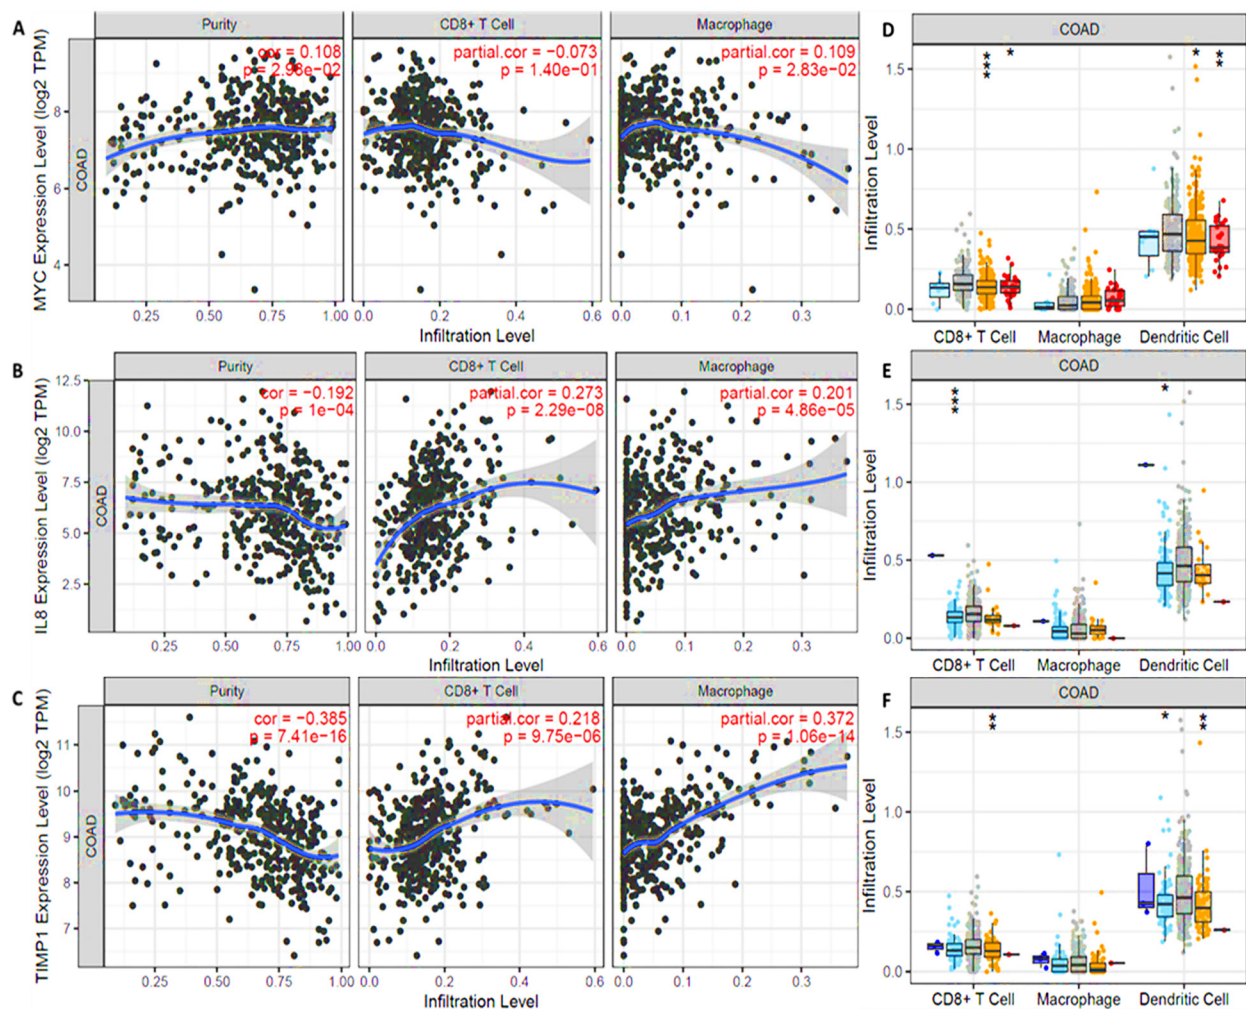 A
Purity
CD8+ T Cell
Macrophage
MYC Expression Level (log2 TPM)
COAD
cor = 0.108
p = 2.98e−02
partial.cor = −0.073
p = 1.40e−01
partial.cor = 0.109
p = 2.83e−02
8
6
4
0.25 0.50 0.75 1.00
0.0 0.2 0.4 0.6
0.0 0.1 0.2 0.3
Infiltration Level
D
COAD
Infiltration Level
*** * * **
1.5
1.0
0.5
0.0
CD8+ T Cell Macrophage Dendritic Cell
B
Purity
CD8+ T Cell
Macrophage
IL8 Expression Level (log2 TPM)
COAD
cor = −0.192
p = 1e−04
partial.cor = 0.273
p = 2.29e−08
partial.cor = 0.201
p = 4.86e−05
12.5
10.0
7.5
5.0
2.5
0.25 0.50 0.75 1.00
0.0 0.2 0.4 0.6
0.0 0.1 0.2 0.3
Infiltration Level
E
COAD
Infiltration Level
*** *
1.5
1.0
0.5
0.0
CD8+ T Cell Macrophage Dendritic Cell
C
Purity
CD8+ T Cell
Macrophage
TIMP1 Expression Level (log2 TPM)
COAD
cor = −0.385
p = 7.41e−16
partial.cor = 0.218
p = 9.75e−06
partial.cor = 0.372
p = 1.06e−14
11
10
9
8
7
0.25 0.50 0.75 1.00
0.0 0.2 0.4 0.6
0.0 0.1 0.2 0.3
Infiltration Level
F
COAD
Infiltration Level
** * **
1.5
1.0
0.5
0.0
CD8+ T Cell Macrophage Dendritic Cell